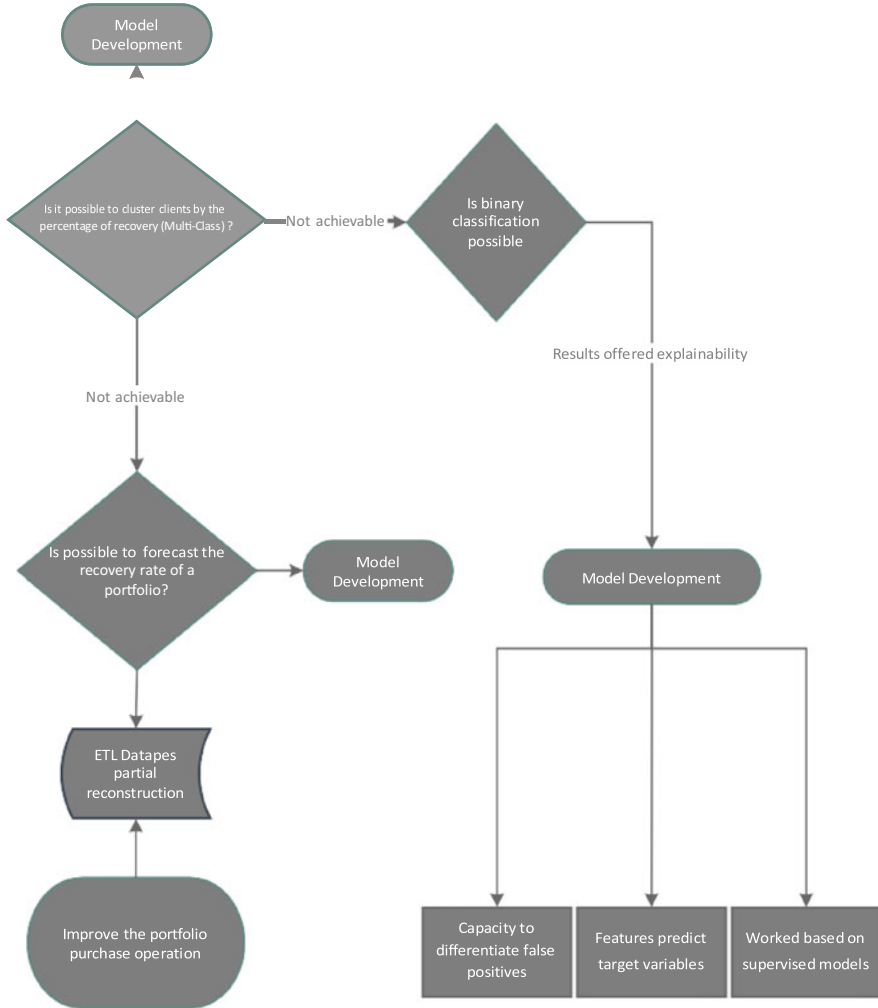 Model
Development
Is it possible to cluster clients by the
percentage of recovery (Multi-Class) ?
Not achievable
Is binary
classification
possible
Results offered explainability
Not achievable
Is possible to forecast the
recovery rate of a
portfolio?
Model
Development
Model Development
ETL Datapes
partial
reconstruction
Improve the portfolio
purchase operation
Capacity to
differentiate false
positives
Features predict
target variables
Worked based on
supervised models